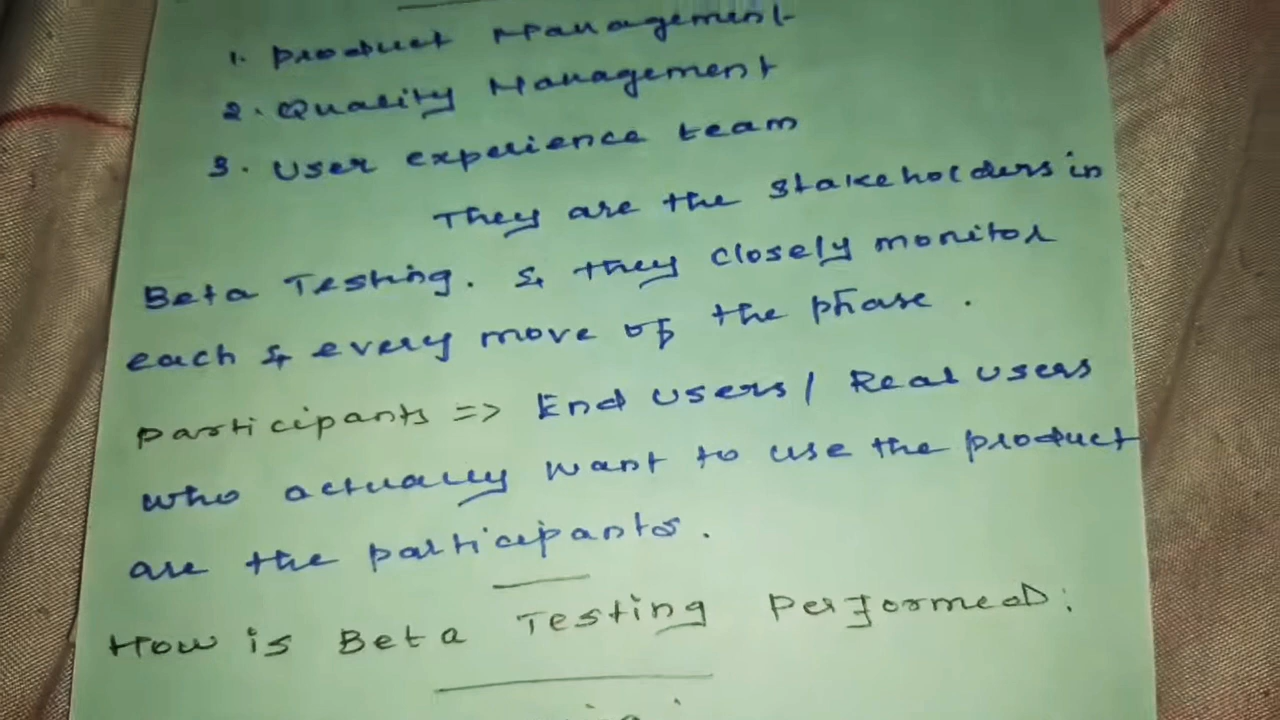 1. Product Management
2. Quality Management
3. User experience team
They are the stakeholders in
Beta Testing. & they closely monitor
each & every move of the phase.
participants => End users / Real users
who actually want to use the product
are the participants.
How is Beta Testing Performed: